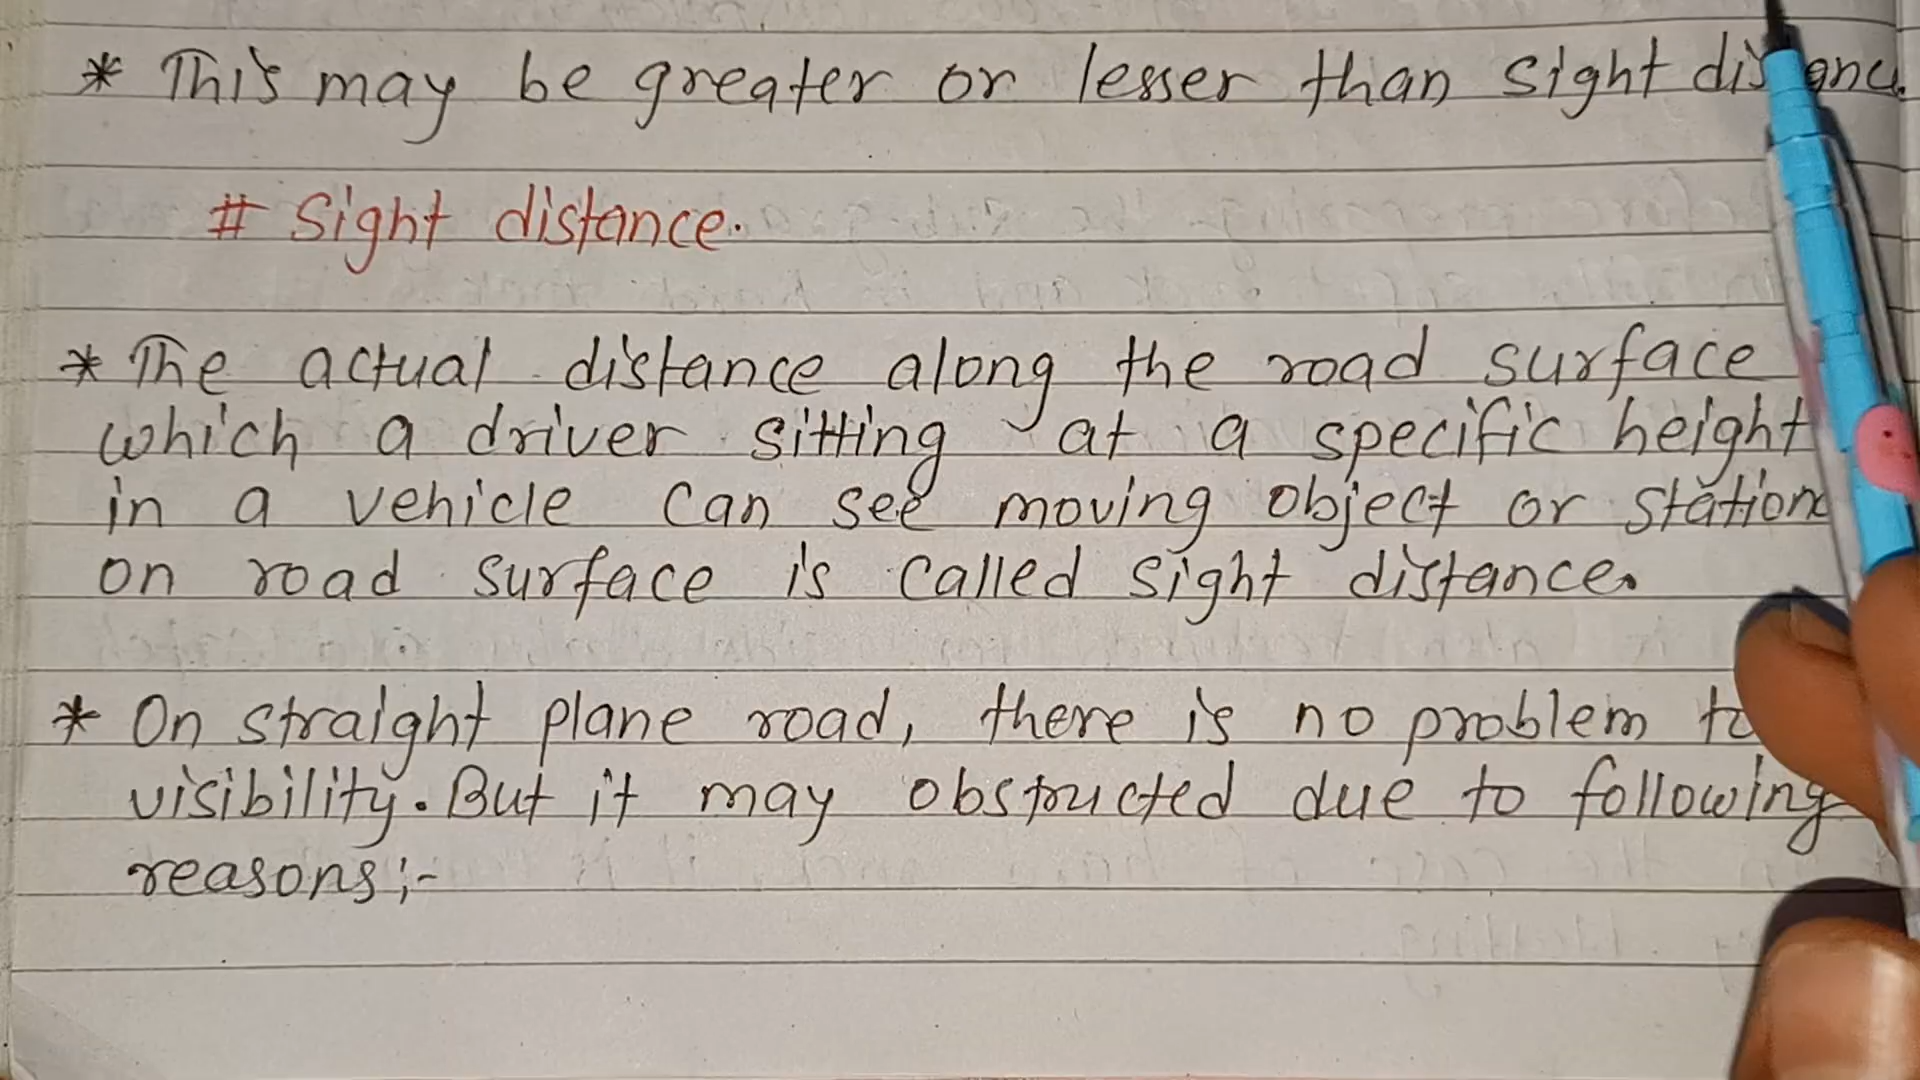 * This may be greater or lesser than sight
# Sight distance.
* The actual distance along the road surface
which a driver sitting at a specific height
in a vehicle can see moving object or
on road surface is called sight distance.
* On straight plane road, there is no problem to
visibility. But it may obstructed due to following
reasons;-